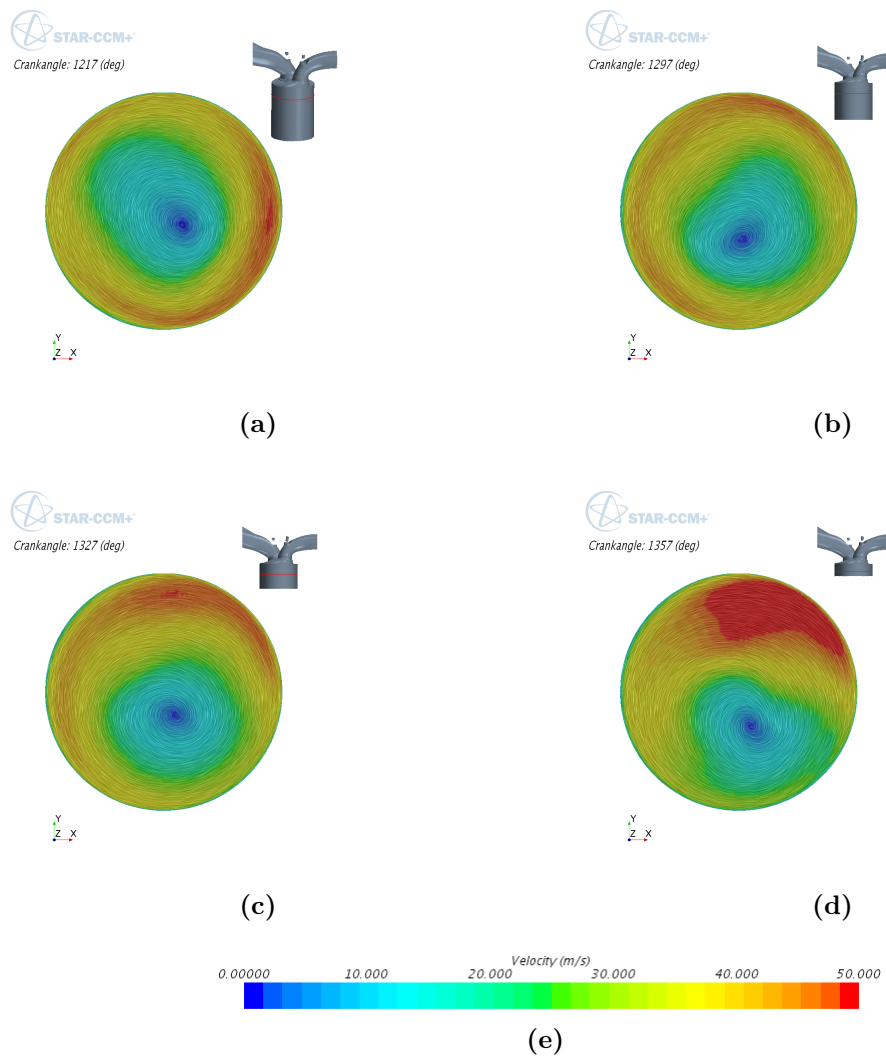 STAR-CCM+
Crankangle: 1217 (deg)
Y
Z X
(a)
STAR-CCM+
Crankangle: 1297 (deg)
Y
Z X
(b)
STAR-CCM+
Crankangle: 1327 (deg)
Y
Z X
(c)
STAR-CCM+
Crankangle: 1357 (deg)
Y
Z X
(d)
Velocity (m/s)
0.00000 10.000 20.000 30.000 40.000 50.000
(e)